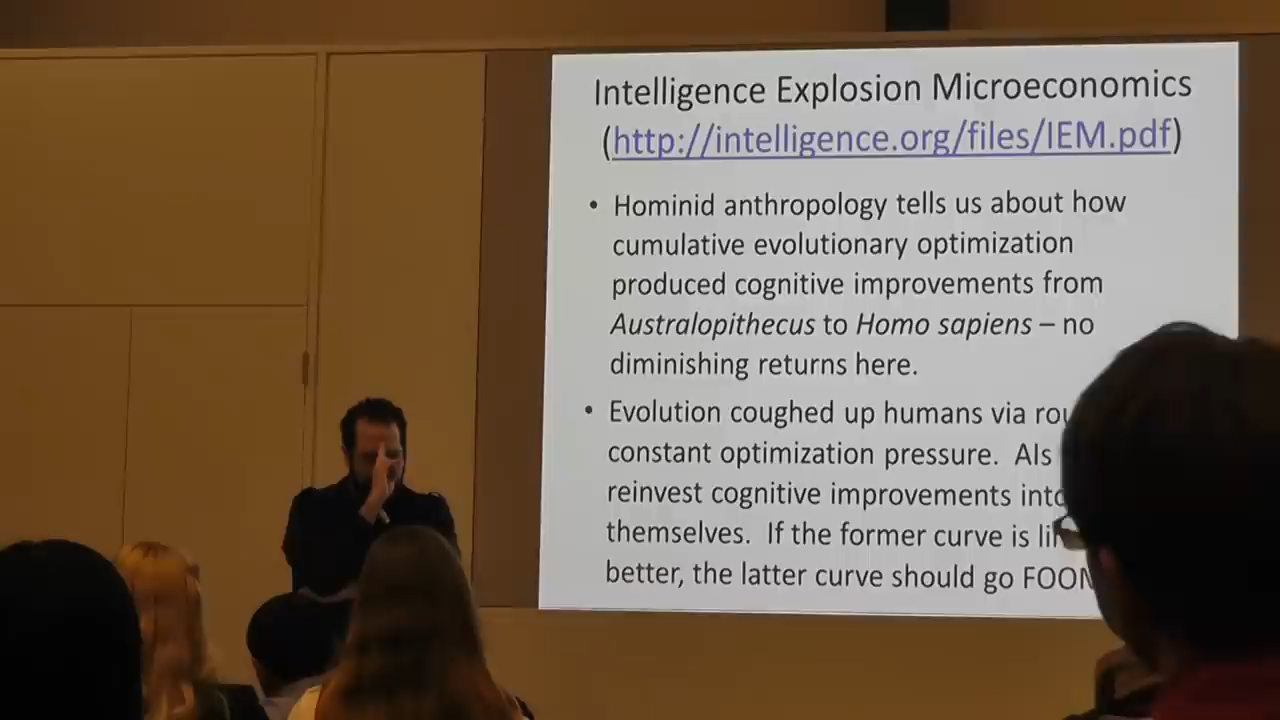 Intelligence Explosion Microeconomics
(http://intelligence.org/files/IEM.pdf)
• Hominid anthropology tells us about how
cumulative evolutionary optimization
produced cognitive improvements from
Australopithecus to Homo sapiens – no
diminishing returns here.
• Evolution coughed up humans via
constant optimization pressure.
reinvest cognitive improvements
themselves. If the former curve is
better, the latter curve should go